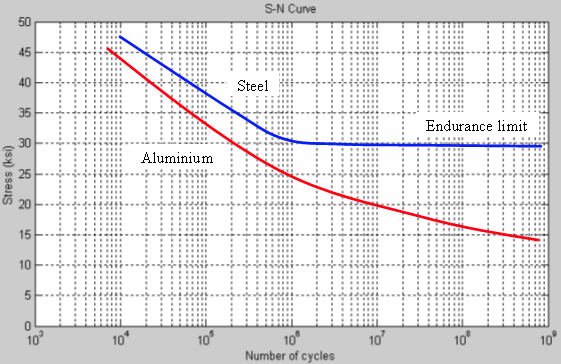 S-N Curve
50
45
40
35
30
25
20
15
10
5
0
Stress (ksi)
Steel
Endurance limit
Aluminium
10³ 10⁴ 10⁵ 10⁶ 10⁷ 10⁸ 10⁹
Number of cycles